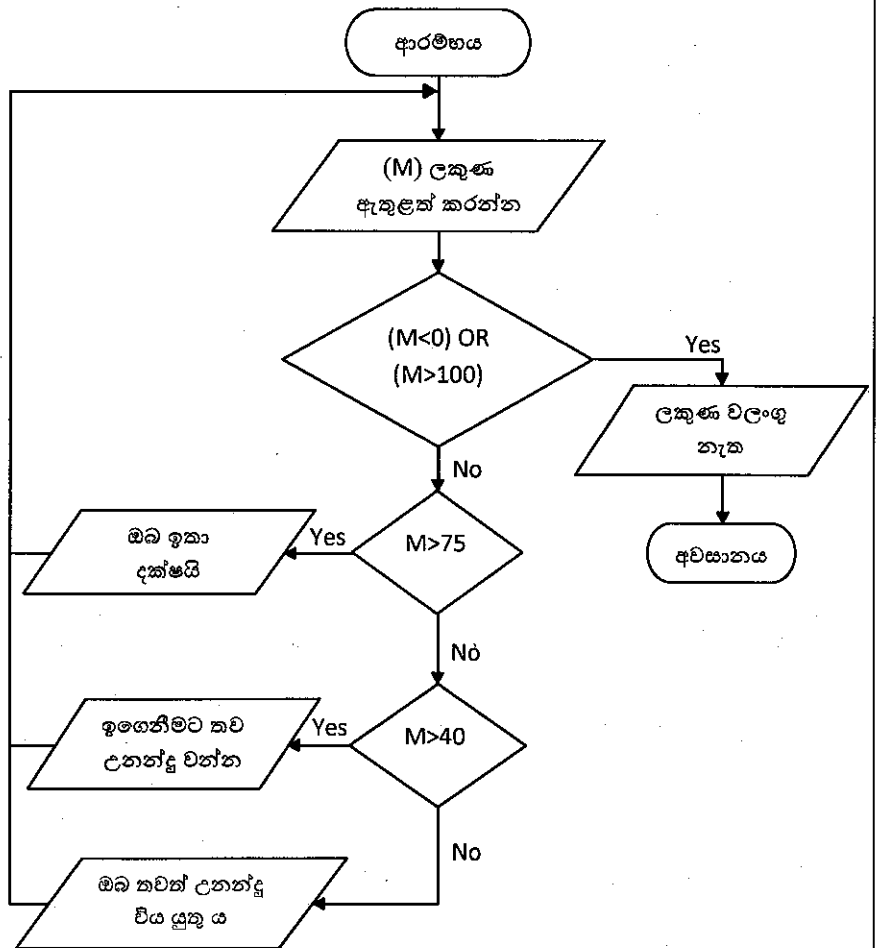 ආරම්භය
(M) ලකුණ
ඇතුළත් කරන්න
(M<0) OR
(M>100)
Yes
ලකුණ වලංගු
නැත
අවසානය
No
M>75
Yes
ඔබ ඉතා
දක්ෂයි
No
M>40
Yes
ඉගෙනීමට තව
උනන්දු වන්න
No
ඔබ තවත් උනන්දු
විය යුතු ය